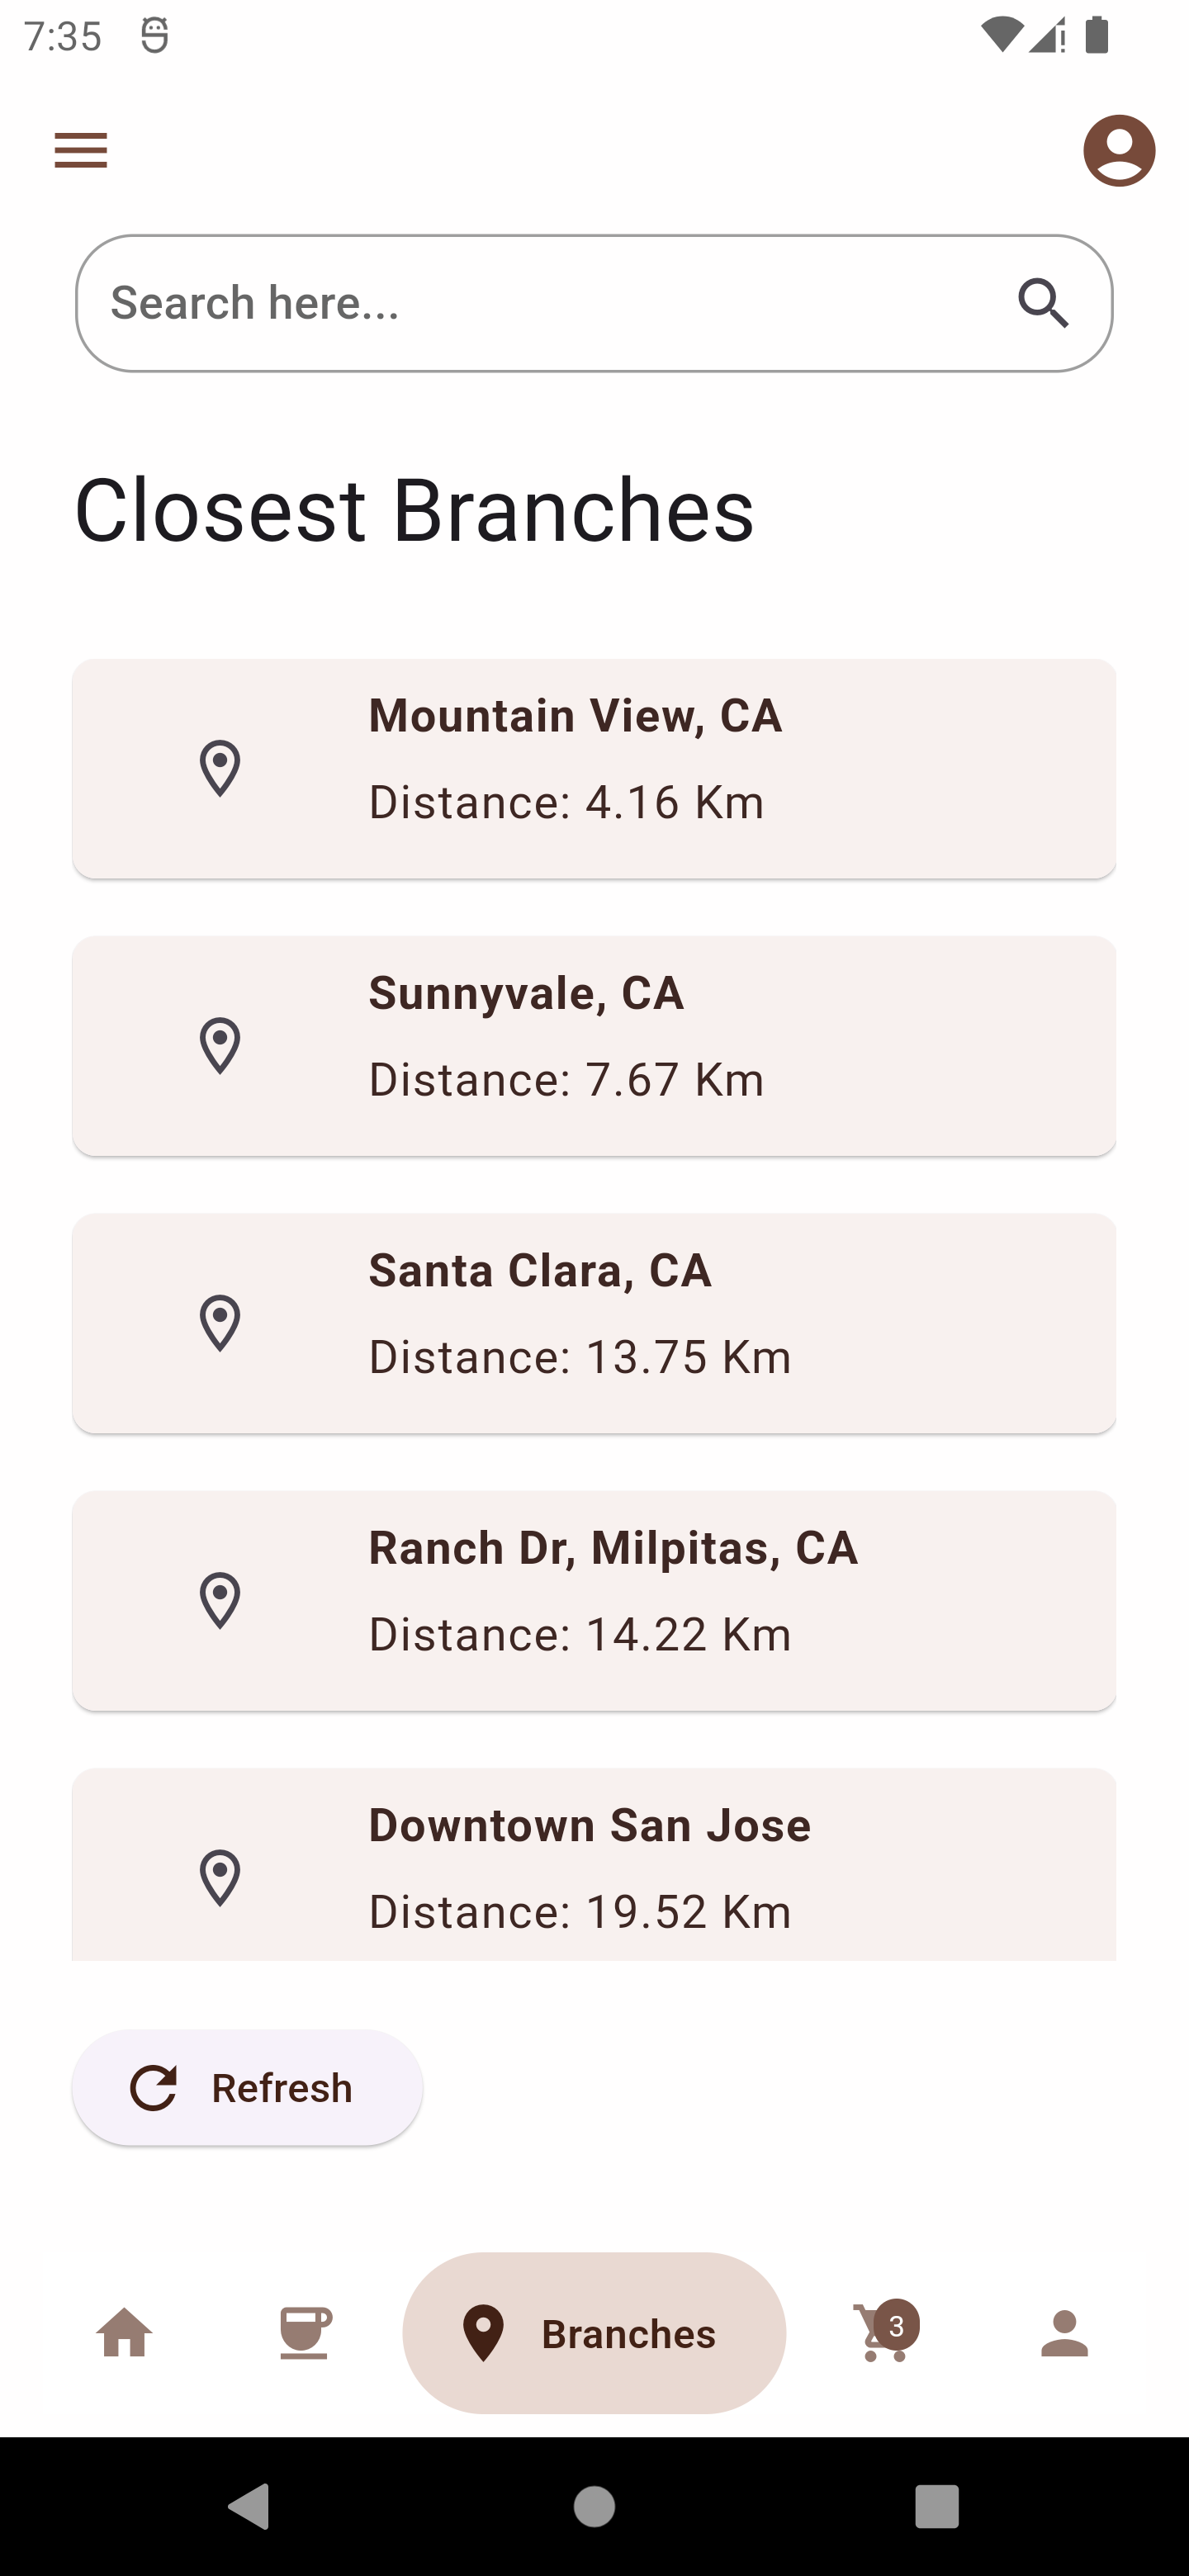 7:35
Search here...
Closest Branches
Mountain View, CA
Distance: 4.16 Km
Sunnyvale, CA
Distance: 7.67 Km
Santa Clara, CA
Distance: 13.75 Km
Ranch Dr, Milpitas, CA
Distance: 14.22 Km
Downtown San Jose
Distance: 19.52 Km
Refresh
Branches
3